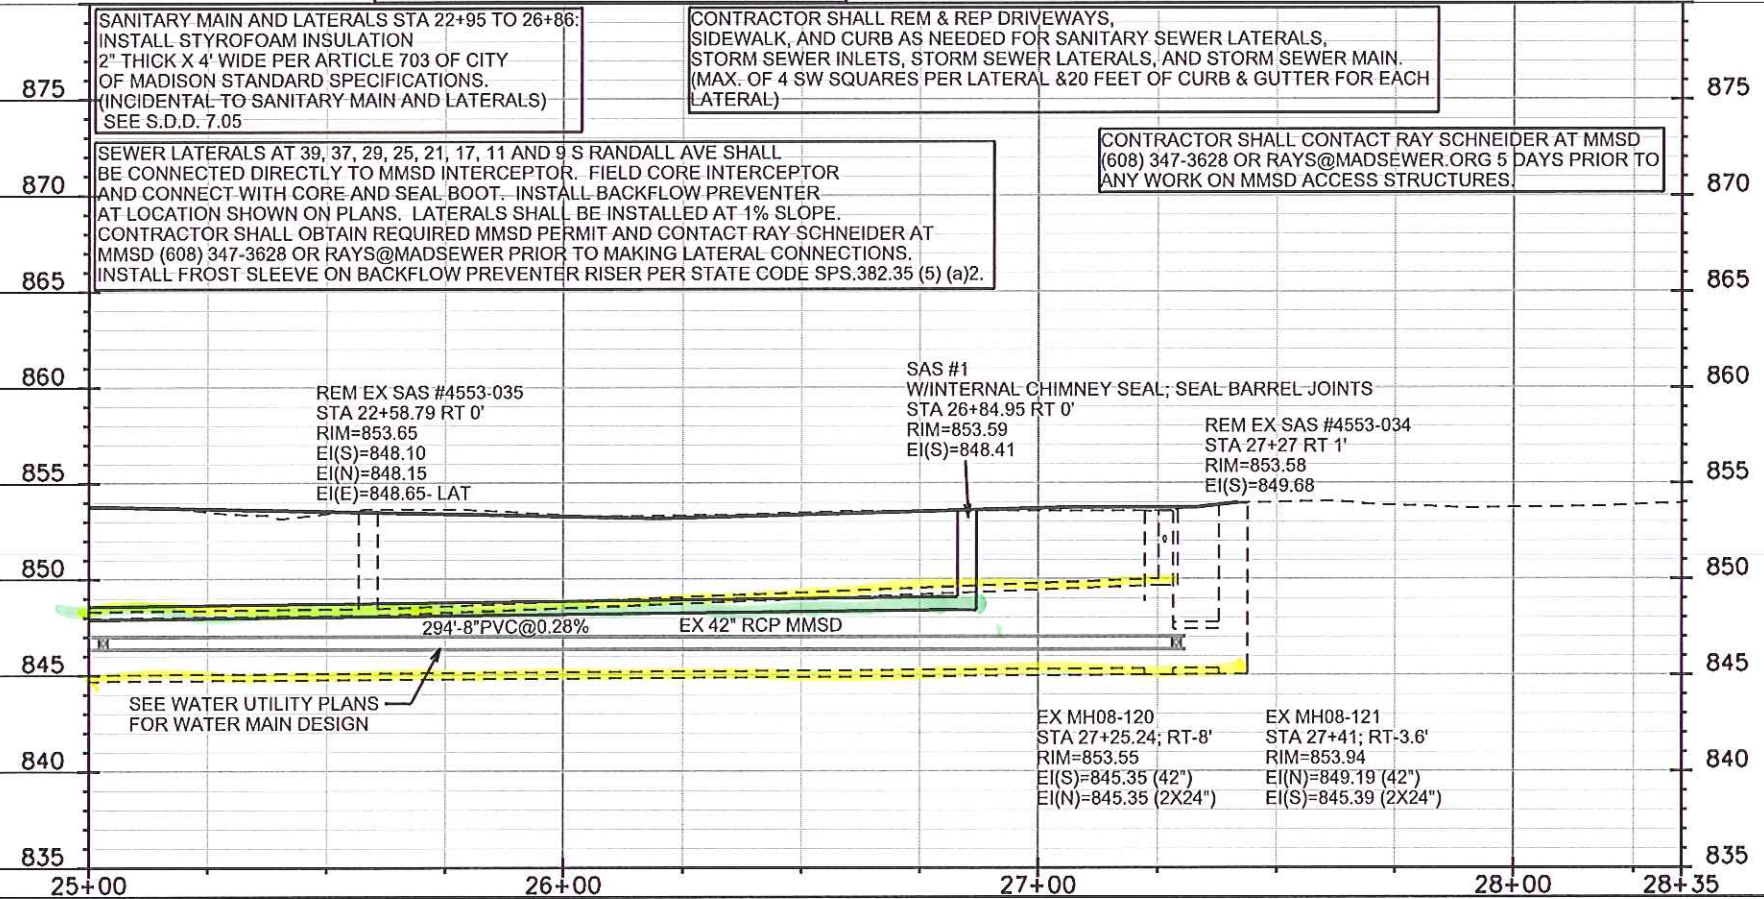 SANITARY MAIN AND LATERALS STA 22+95 TO 26+86:
INSTALL STYROFOAM INSULATION
2" THICK X 4' WIDE PER ARTICLE 703 OF CITY
OF MADISON STANDARD SPECIFICATIONS.
(INCIDENTAL TO SANITARY MAIN AND LATERALS)
SEE S.D.D. 7.05
CONTRACTOR SHALL REM & REP DRIVEWAYS,
SIDEWALK, AND CURB AS NEEDED FOR SANITARY SEWER LATERALS,
STORM SEWER INLETS, STORM SEWER LATERALS, AND STORM SEWER MAIN.
(MAX. OF 4 SW SQUARES PER LATERAL &20 FEET OF CURB & GUTTER FOR EACH
LATERAL)
CONTRACTOR SHALL CONTACT RAY SCHNEIDER AT MMSD
(608) 347-3628 OR RAYS@MADSEWER.ORG 5 DAYS PRIOR TO
ANY WORK ON MMSD ACCESS STRUCTURES.
SEWER LATERALS AT 39, 37, 29, 25, 21, 17, 11 AND 9 S RANDALL AVE SHALL
BE CONNECTED DIRECTLY TO MMSD INTERCEPTOR. FIELD CORE INTERCEPTOR
AND CONNECT WITH CORE AND SEAL BOOT. INSTALL BACKFLOW PREVENTER
AT LOCATION SHOWN ON PLANS. LATERALS SHALL BE INSTALLED AT 1% SLOPE.
CONTRACTOR SHALL OBTAIN REQUIRED MMSD PERMIT AND CONTACT RAY SCHNEIDER AT
MMSD (608) 347-3628 OR RAYS@MADSEWER PRIOR TO MAKING LATERAL CONNECTIONS.
INSTALL FROST SLEEVE ON BACKFLOW PREVENTER RISER PER STATE CODE SPS.382.35 (5) (a)2.
875
870
865
860
855
850
845
840
835
875
870
865
860
855
850
845
840
835
REM EX SAS #4553-035
STA 22+58.79 RT 0'
RIM=853.65
EI(S)=848.10
EI(N)=848.15
EI(E)=848.65- LAT
SAS #1
W/INTERNAL CHIMNEY SEAL; SEAL BARREL JOINTS
STA 26+84.95 RT 0'
RIM=853.59
EI(S)=848.41
REM EX SAS #4553-034
STA 27+27 RT 1'
RIM=853.58
EI(S)=849.68
294'-8"PVC@0.28%
EX 42" RCP MMSD
SEE WATER UTILITY PLANS
FOR WATER MAIN DESIGN
EX MH08-120
STA 27+25.24; RT-8'
RIM=853.55
EI(S)=845.35 (42")
EI(N)=845.35 (2X24")
EX MH08-121
STA 27+41; RT-3.6'
RIM=853.94
EI(N)=849.19 (42")
EI(S)=845.39 (2X24")
25+00
26+00
27+00
28+00
28+35